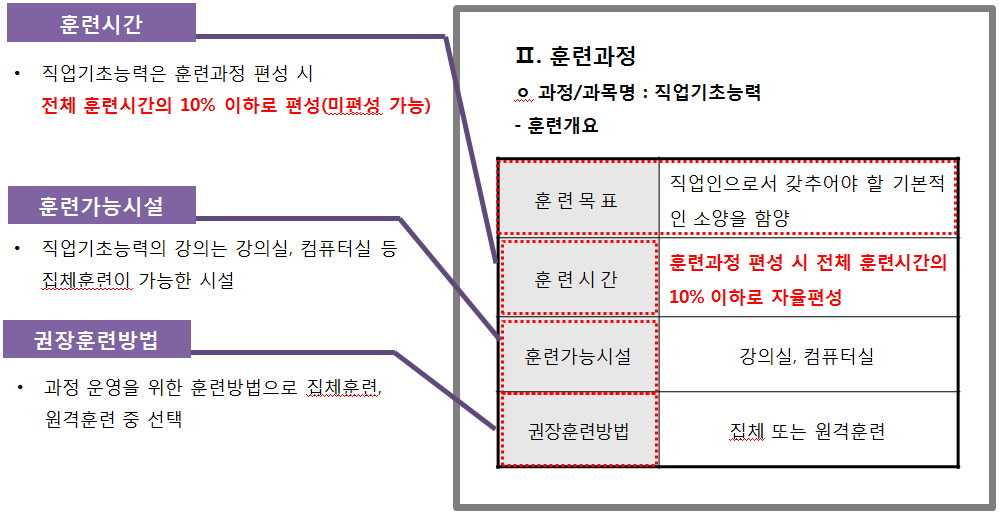 훈련시간
• 직업기초능력은 훈련과정 편성 시
전체 훈련시간의 10% 이하로 편성(미편성 가능)
훈련가능시설
• 직업기초능력의 강의는 강의실, 컴퓨터실 등
집체훈련이 가능한 시설
권장훈련방법
• 과정 운영을 위한 훈련방법으로 집체훈련,
원격훈련 중 선택
Ⅱ. 훈련과정
ㅇ 과정/과목명 : 직업기초능력
- 훈련개요
훈 련 목 표
직업인으로서 갖추어야 할 기본적
인 소양을 함양
훈 련 시 간
훈련과정 편성 시 전체 훈련시간의
10% 이하로 자율편성
훈련가능시설
강의실, 컴퓨터실
권장훈련방법
집체 또는 원격훈련